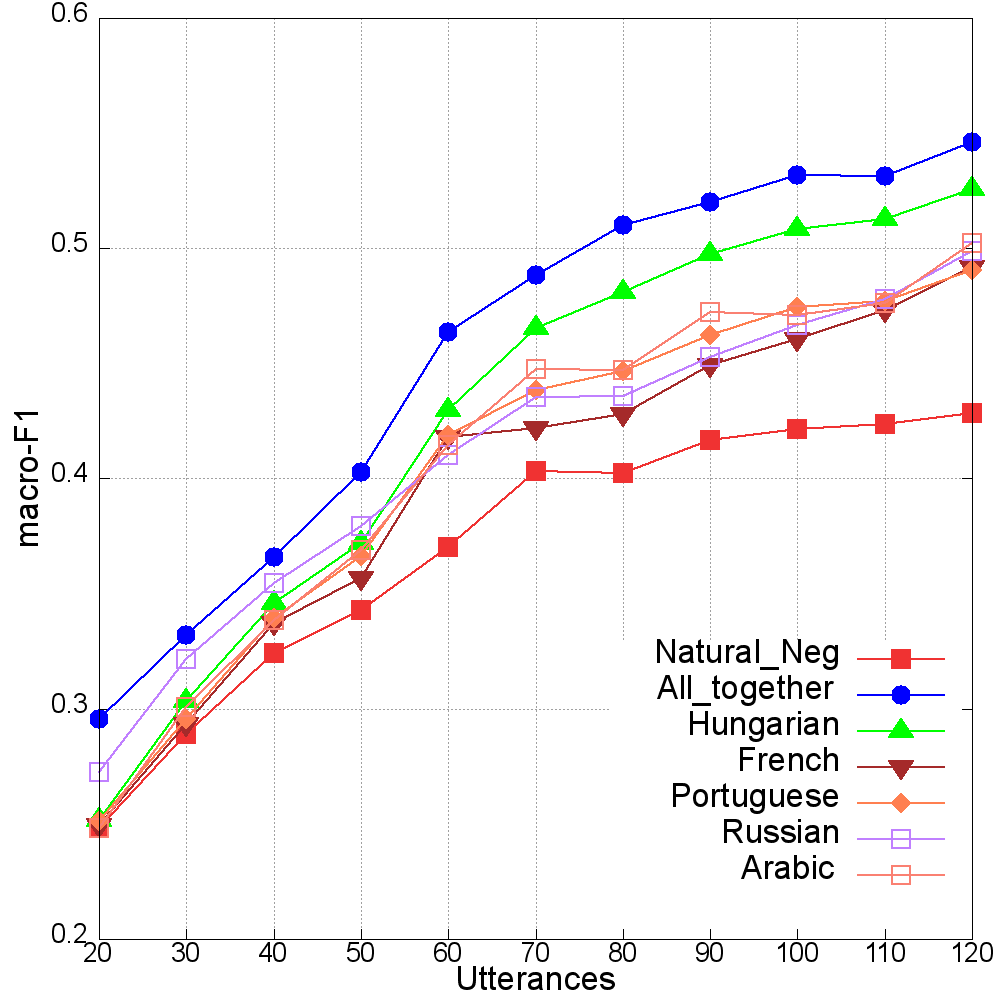 0.6
0.5
0.4
0.3
0.2
macro-F1
Natural_Neg
All_together
Hungarian
French
Portuguese
Russian
Arabic
20 30 40 50 60 70 80 90 100 110 120
Utterances